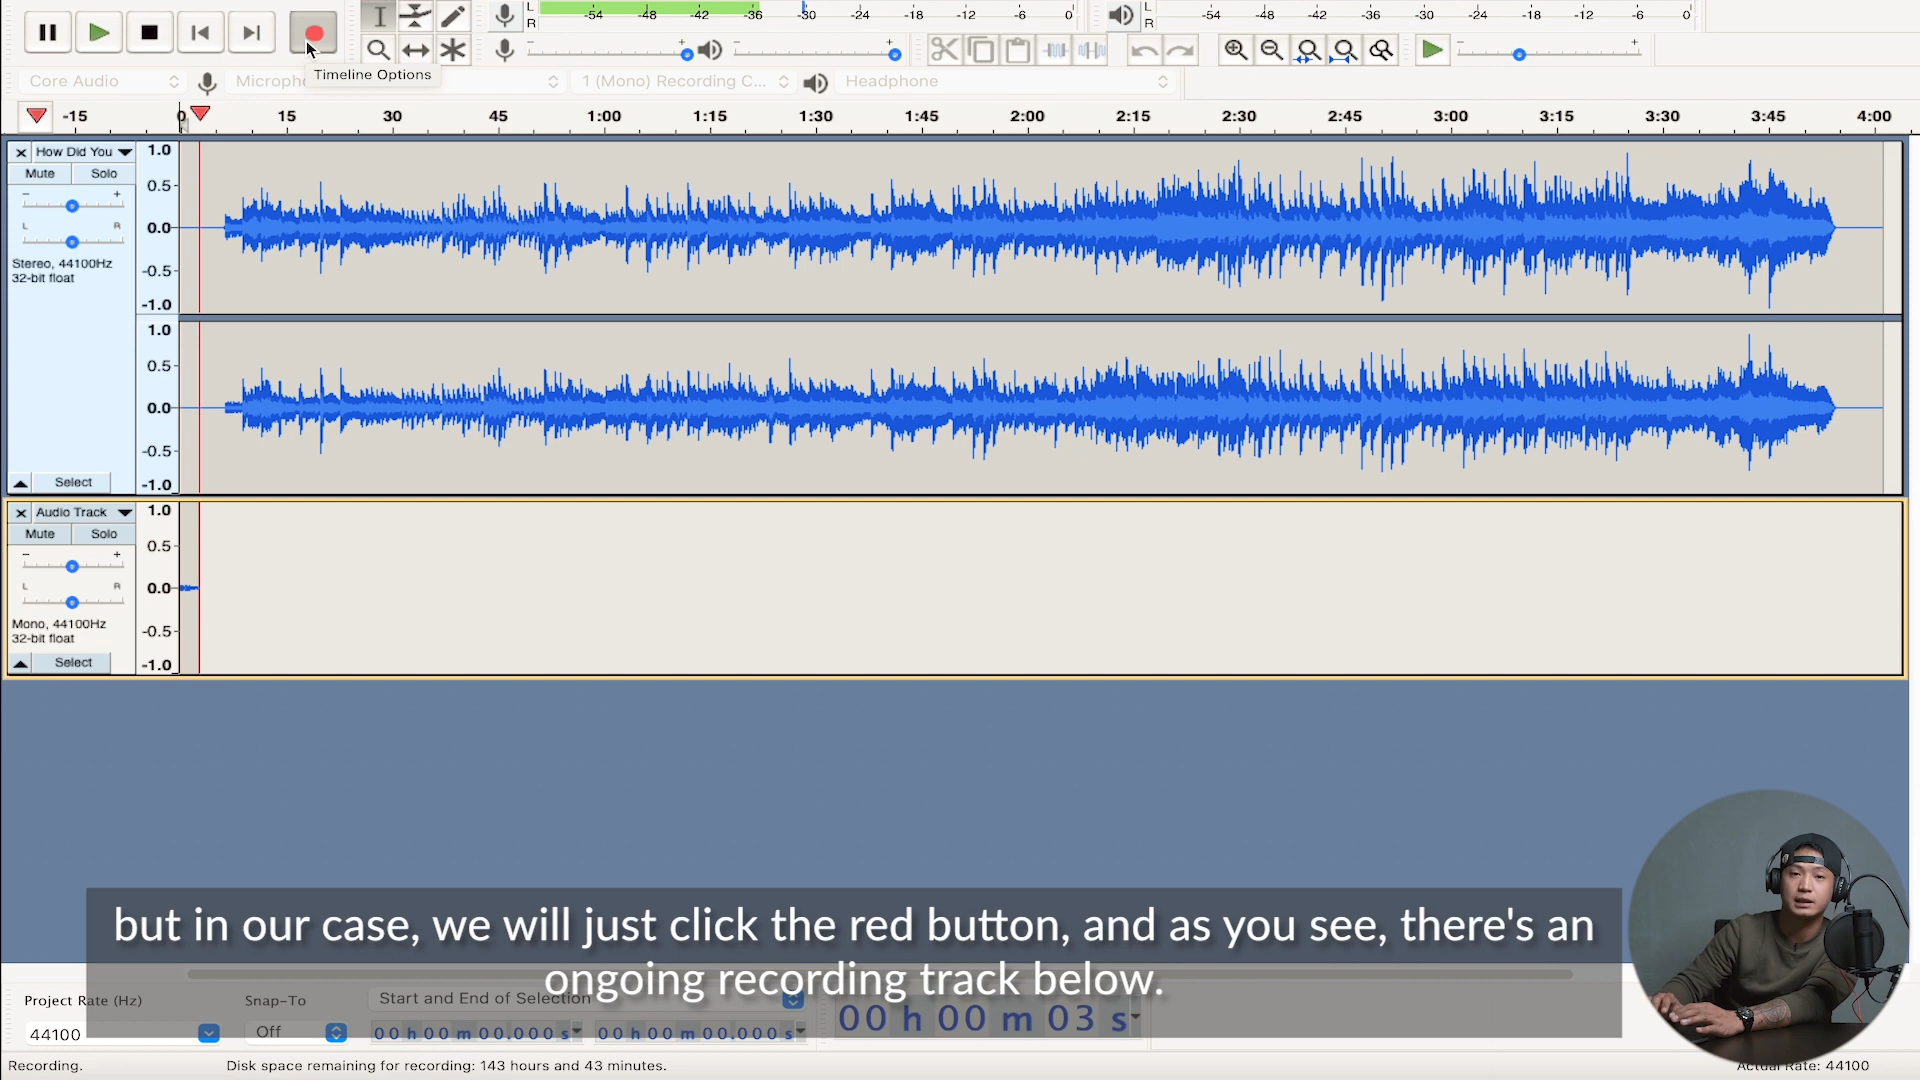 L
R
-54 -48 -42 -36 -30 -24 -18 -12 -6 0
L
R
-54 -48 -42 -36 -30 -24 -18 -12 -6 0
- +
- +
- +
Timeline Options
Core Audio
1 (Mono) Recording C...
Headphone
-15 0 15 30 45 1:00 1:15 1:30 1:45 2:00 2:15 2:30 2:45 3:00 3:15 3:30 3:45 4:00
How Did You
Mute Solo
- +
L R
Stereo, 44100Hz
32-bit float
Select
1.0
0.5
0.0
-0.5
-1.0
1.0
0.5
0.0
-0.5
-1.0
Audio Track
Mute Solo
- +
L R
Mono, 44100Hz
32-bit float
Select
1.0
0.5
0.0
-0.5
-1.0
but in our case, we will just click the red button, and as you see, there's an
ongoing recording track below.
Project Rate (Hz)
Snap-To
Start and End of Selection
44100
Off
00 h 00 m 00.000 s
00 h 00 m 00.000 s
00 h 00 m 03 s
Recording.
Disk space remaining for recording: 143 hours and 43 minutes.
Actual Rate: 44100